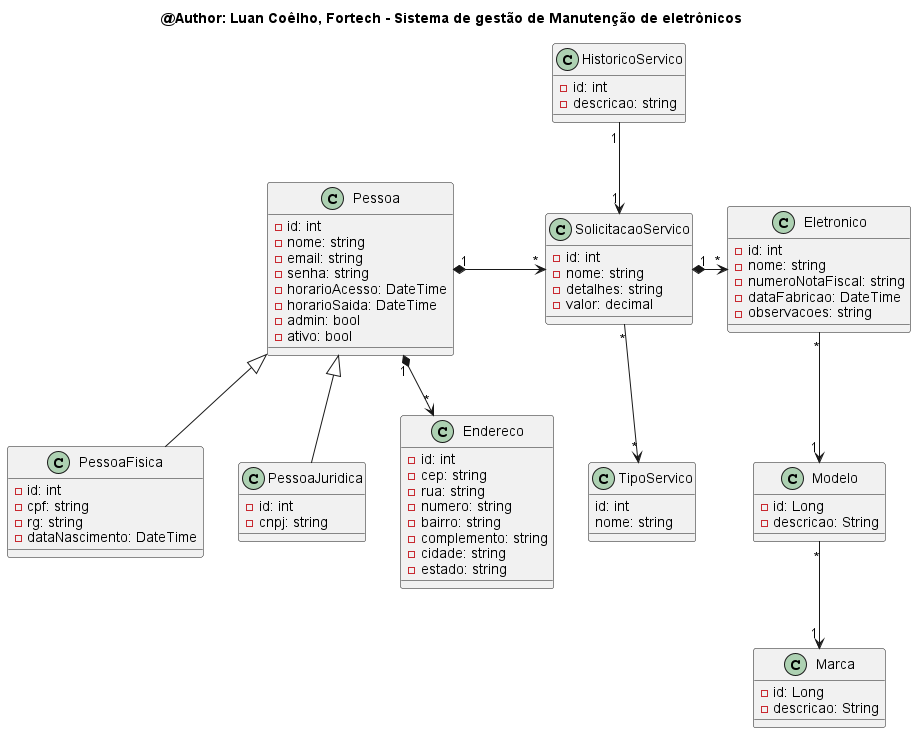 @Author: Luan Coêlho, Fortech - Sistema de gestão de Manutenção de eletrônicos
C HistoricoServico
id: int
descricao: string
1
1
C Pessoa
id: int
nome: string
email: string
senha: string
horarioAcesso: DateTime
horarioSaida: DateTime
admin: bool
ativo: bool
1
*
C SolicitacaoServico
id: int
nome: string
detalhes: string
valor: decimal
1
*
C Eletronico
id: int
nome: string
numeroNotaFiscal: string
dataFabricao: DateTime
observacoes: string
1
*
*
*
*
1
C PessoaFisica
id: int
cpf: string
rg: string
dataNascimento: DateTime
C PessoaJuridica
id: int
cnpj: string
C Endereco
id: int
cep: string
rua: string
numero: string
bairro: string
complemento: string
cidade: string
estado: string
C TipoServico
id: int
nome: string
C Modelo
id: Long
descricao: String
*
1
C Marca
id: Long
descricao: String